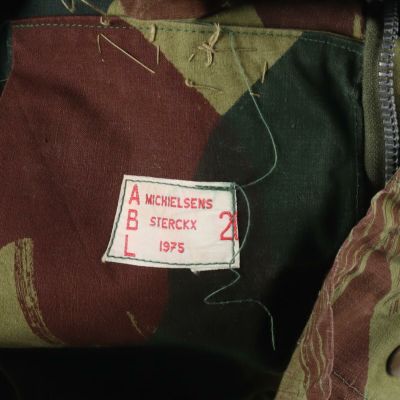 A MICHIELSENS
B STERCKX 2
L 1975